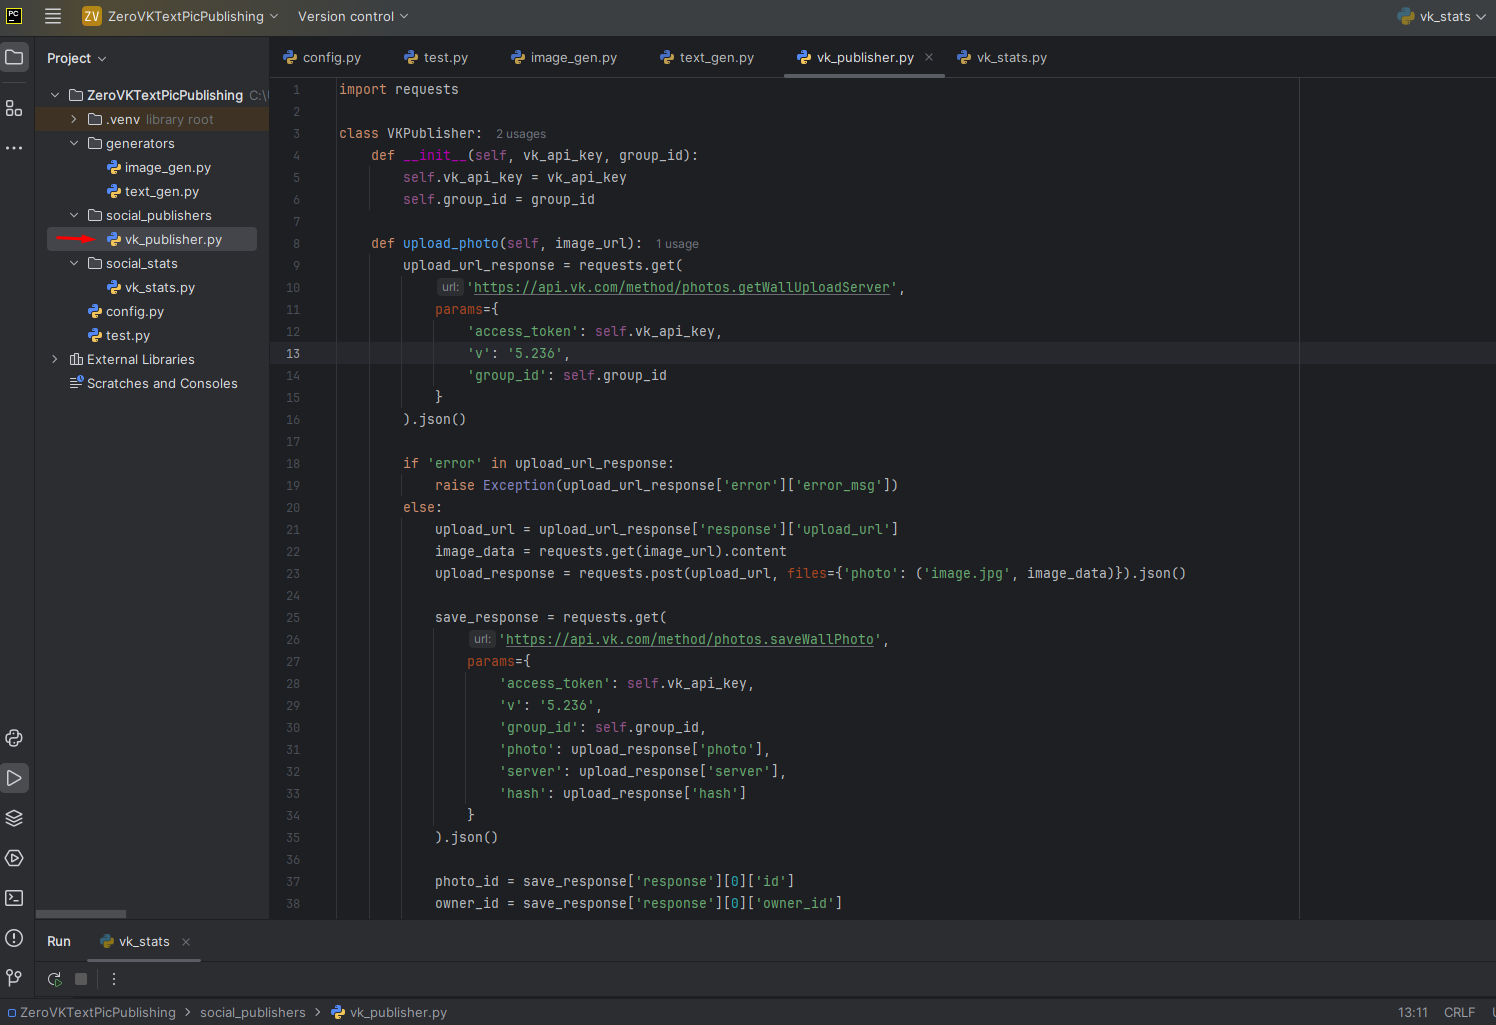 PC
ZV ZeroVKTextPicPublishing Version control vk_stats
Project
ZeroVKTextPicPublishing C:\
.venv library root
generators
image_gen.py
text_gen.py
social_publishers
vk_publisher.py
social_stats
vk_stats.py
config.py
test.py
External Libraries
Scratches and Consoles
config.py test.py image_gen.py text_gen.py vk_publisher.py vk_stats.py
1 import requests
2
3 class VKPublisher: 2 usages
4 def __init__(self, vk_api_key, group_id):
5 self.vk_api_key = vk_api_key
6 self.group_id = group_id
7
8 def upload_photo(self, image_url): 1 usage
9 upload_url_response = requests.get(
10 url: 'https://api.vk.com/method/photos.getWallUploadServer',
11 params={
12 'access_token': self.vk_api_key,
13 'v': '5.236',
14 'group_id': self.group_id
15 }
16 ).json()
17
18 if 'error' in upload_url_response:
19 raise Exception(upload_url_response['error']['error_msg'])
20 else:
21 upload_url = upload_url_response['response']['upload_url']
22 image_data = requests.get(image_url).content
23 upload_response = requests.post(upload_url, files={'photo': ('image.jpg', image_data)}).json()
24
25 save_response = requests.get(
26 url: 'https://api.vk.com/method/photos.saveWallPhoto',
27 params={
28 'access_token': self.vk_api_key,
29 'v': '5.236',
30 'group_id': self.group_id,
31 'photo': upload_response['photo'],
32 'server': upload_response['server'],
33 'hash': upload_response['hash']
34 }
35 ).json()
36
37 photo_id = save_response['response'][0]['id']
38 owner_id = save_response['response'][0]['owner_id']
Run vk_stats
ZeroVKTextPicPublishing > social_publishers > vk_publisher.py 13:11 CRLF